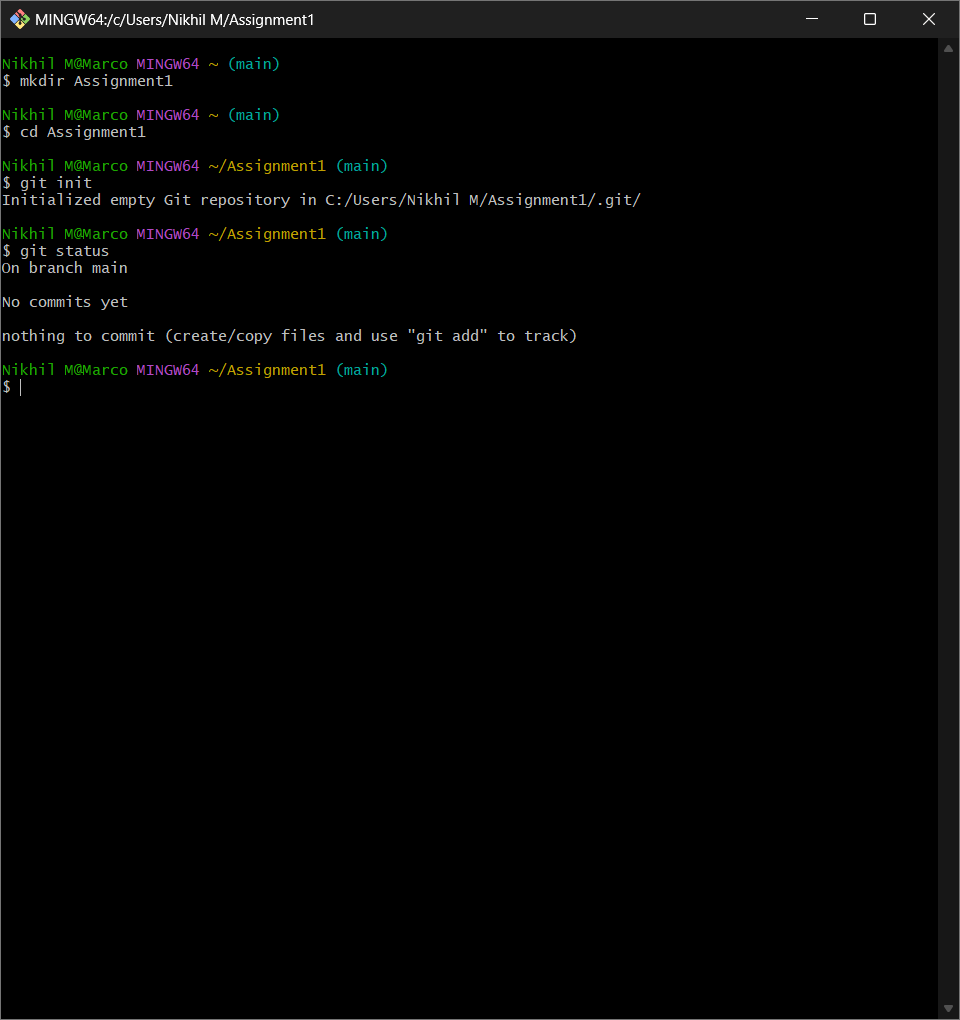 MINGW64:/c/Users/Nikhil M/Assignment1
Nikhil M@Marco MINGW64 ~ (main)
$ mkdir Assignment1
Nikhil M@Marco MINGW64 ~ (main)
$ cd Assignment1
Nikhil M@Marco MINGW64 ~/Assignment1 (main)
$ git init
Initialized empty Git repository in C:/Users/Nikhil M/Assignment1/.git/
Nikhil M@Marco MINGW64 ~/Assignment1 (main)
$ git status
On branch main
No commits yet
nothing to commit (create/copy files and use "git add" to track)
Nikhil M@Marco MINGW64 ~/Assignment1 (main)
$